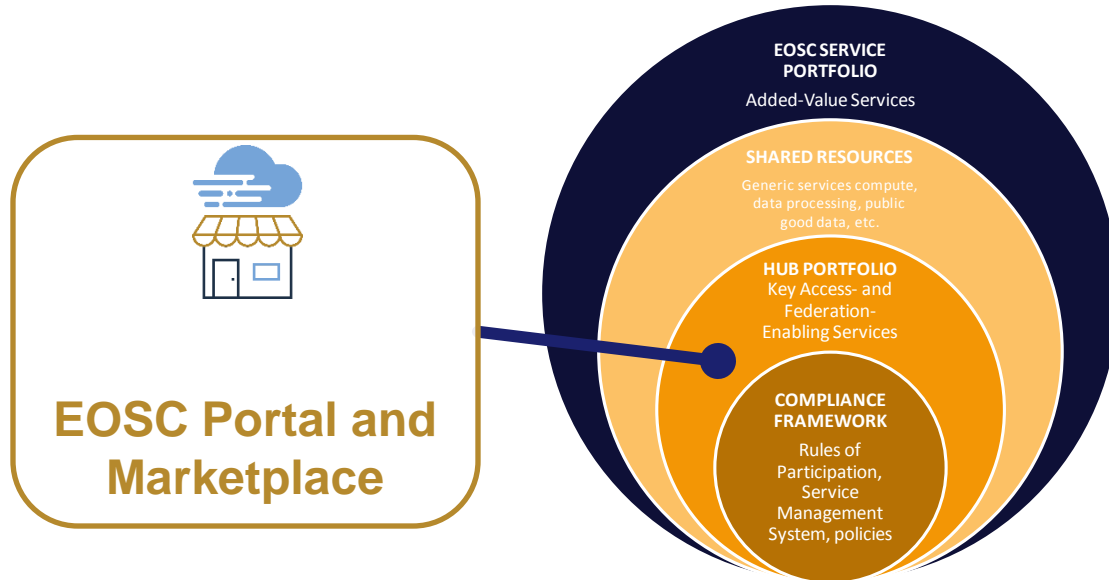 EOSC Portal and
Marketplace
EOSC SERVICE
PORTFOLIO
Added-Value Services
SHARED RESOURCES
Generic services compute,
data processing, public
good data, etc.
HUB PORTFOLIO
Key Access- and
Federation-
Enabling Services
COMPLIANCE
FRAMEWORK
Rules of
Participation,
Service
Management
System, policies